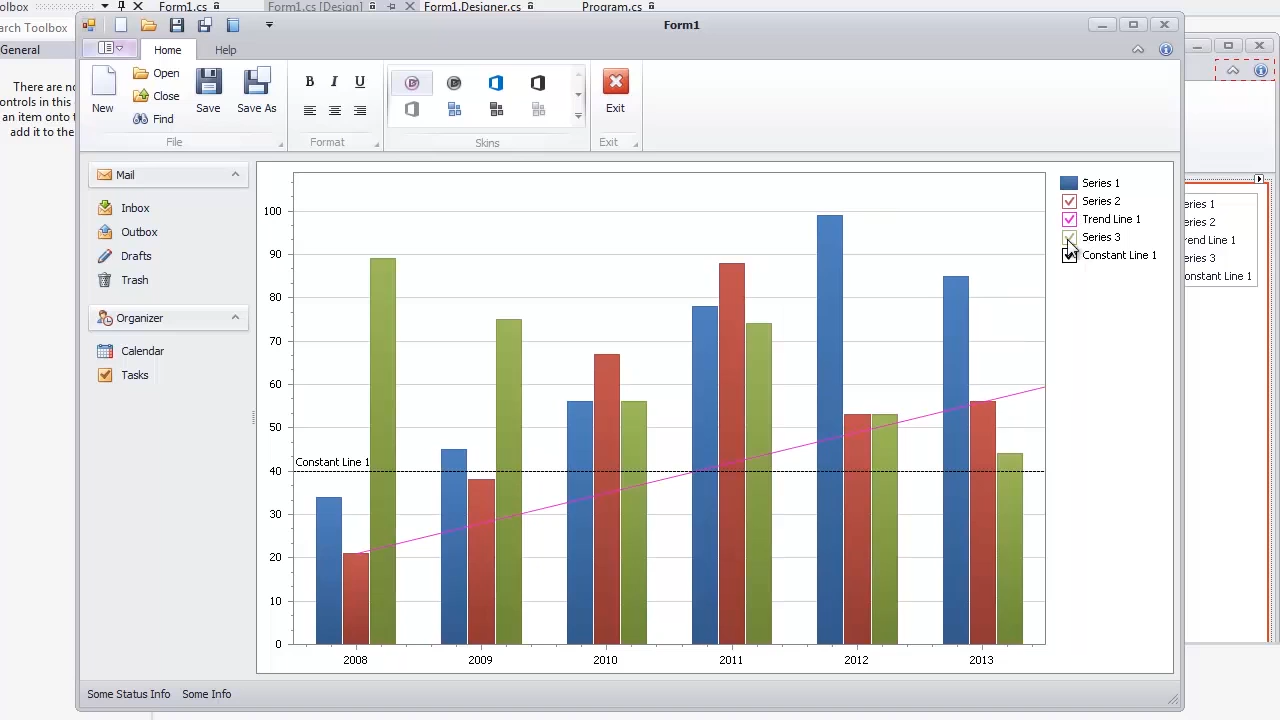 olbox
Form1.cs
Form1.cs [Design]
Form1.Designer.cs
Program.cs
arch Toolbox
Form1
General
Home
Help
There are no
ontrols in this
an item onto t
add it to the
New
Open
Close
Find
Save
Save As
B I U
Exit
File
Format
Skins
Exit
Mail
Inbox
Outbox
Drafts
Trash
Organizer
Calendar
Tasks
100
90
80
70
60
50
40
30
20
10
0
Constant Line 1
2008 2009 2010 2011 2012 2013
Series 1
Series 2
Trend Line 1
Series 3
Constant Line 1
eries 1
eries 2
rend Line 1
eries 3
onstant Line 1
Some Status Info
Some Info